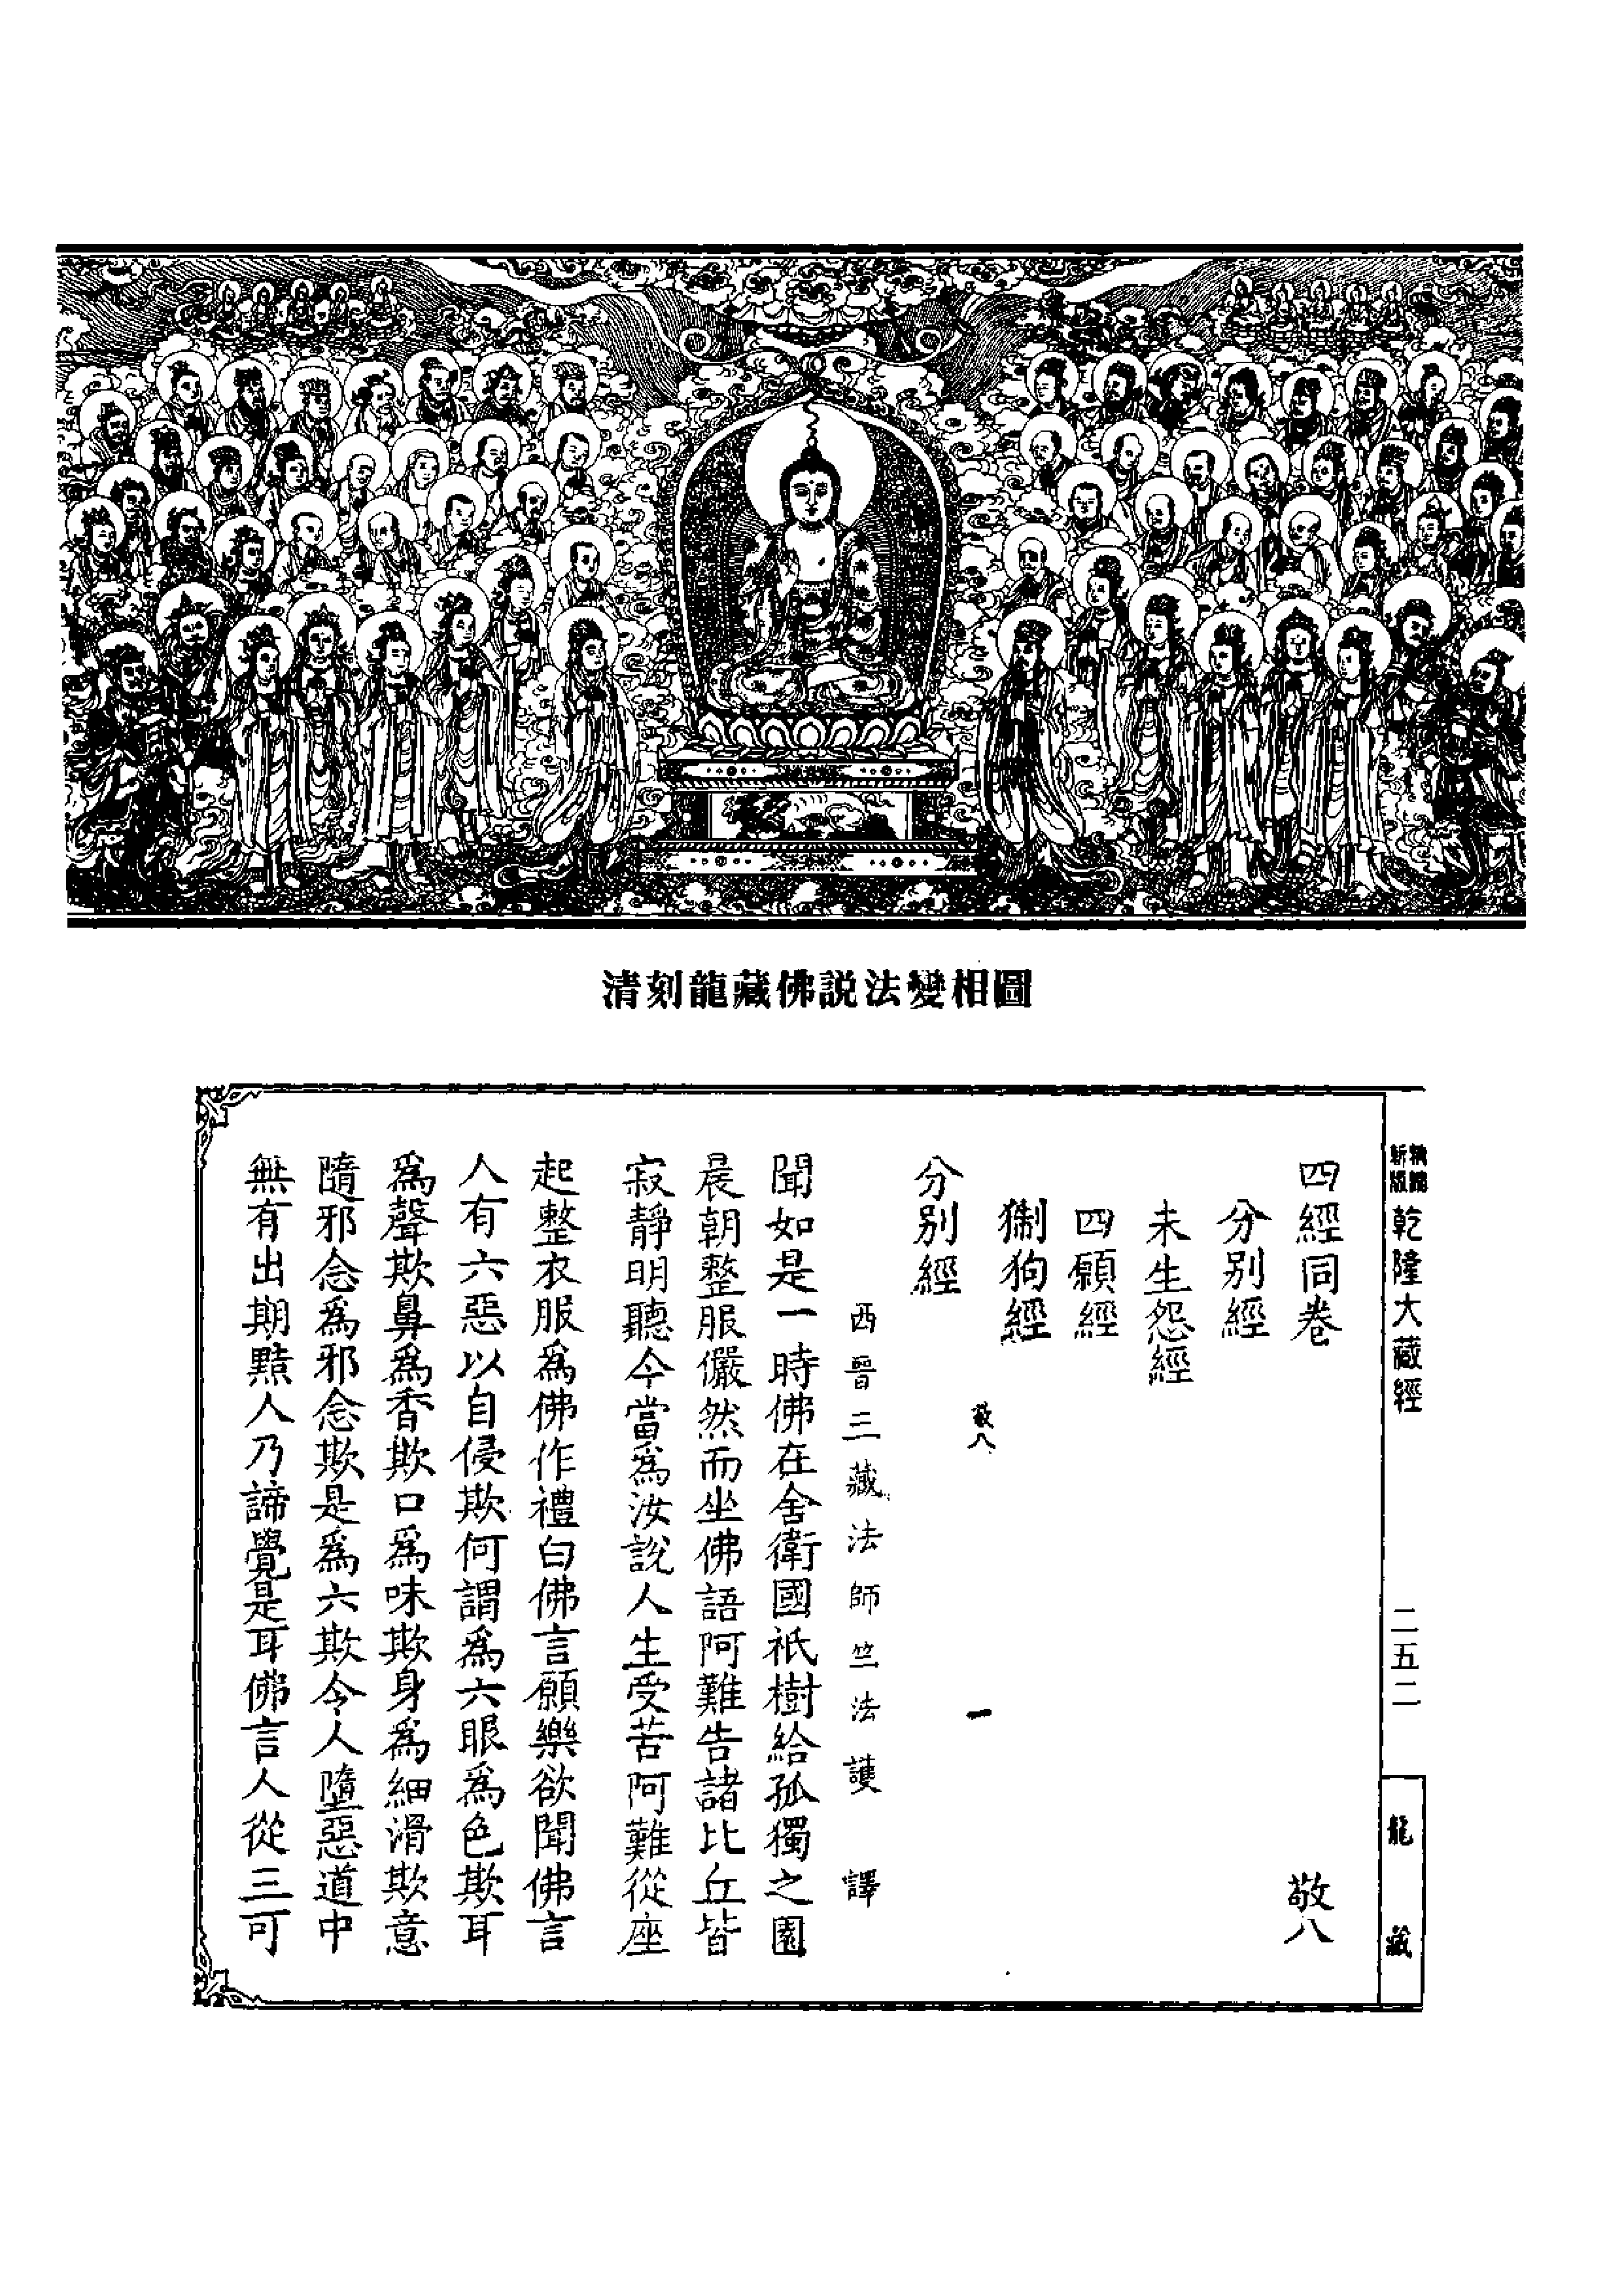 清刻龍藏佛説法變相圖
新版
乾隆大藏經
二五二
龍藏
四經同卷
敬八
分别經
未生怨經
四願經
猘狗經
敬八
一
分别經
西晉三藏法師竺法護 譯
聞如是一時佛在舍衛國祇樹給孤獨之園
晨朝整服儼然而坐佛語阿難告諸比丘皆
寂靜明聽今當爲汝說人生受苦阿難從座
起整衣服爲佛作禮白佛言願樂欲聞佛言
人有六惡以自侵欺何謂爲六眼爲色欺耳
爲聲欺鼻爲香欺口爲味欺身爲細滑欺意
隨邪念爲邪念欺是爲六欺令人墮惡道中
無有出期黠人乃諦覺是耳佛言人從三可